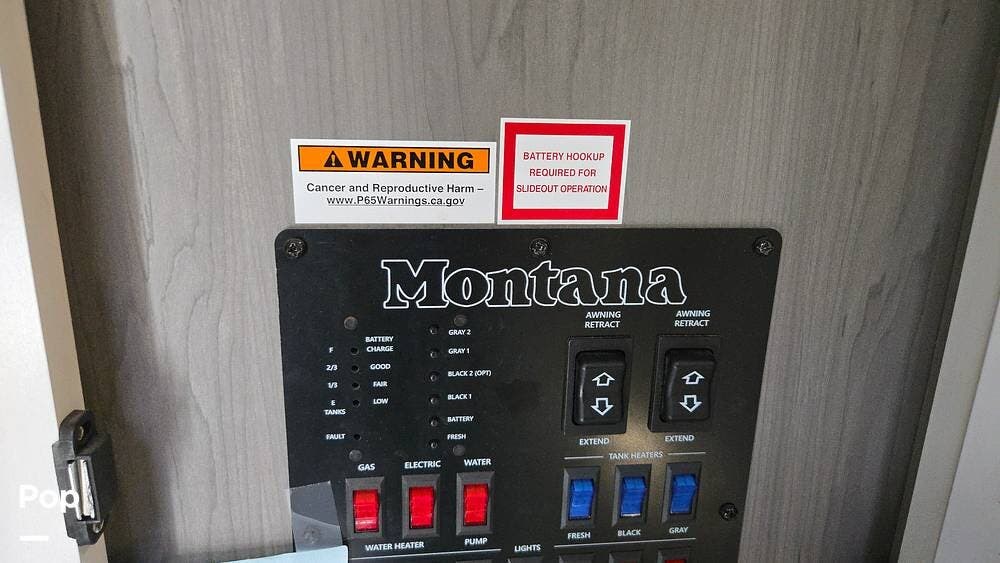 WARNING
Cancer and Reproductive Harm –
www.P65Warnings.ca.gov
BATTERY HOOKUP
REQUIRED FOR
SLIDEOUT OPERATION
Montana
BATTERY
CHARGE
GOOD
FAIR
LOW
F
2/3
1/3
E
TANKS
FAULT
GRAY 2
GRAY 1
BLACK 2 (OPT)
BLACK 1
BATTERY
FRESH
AWNING
RETRACT
EXTEND
AWNING
RETRACT
EXTEND
GAS
ELECTRIC
WATER
WATER HEATER
PUMP
TANK HEATERS
FRESH
BLACK
GRAY
LIGHTS
Pop